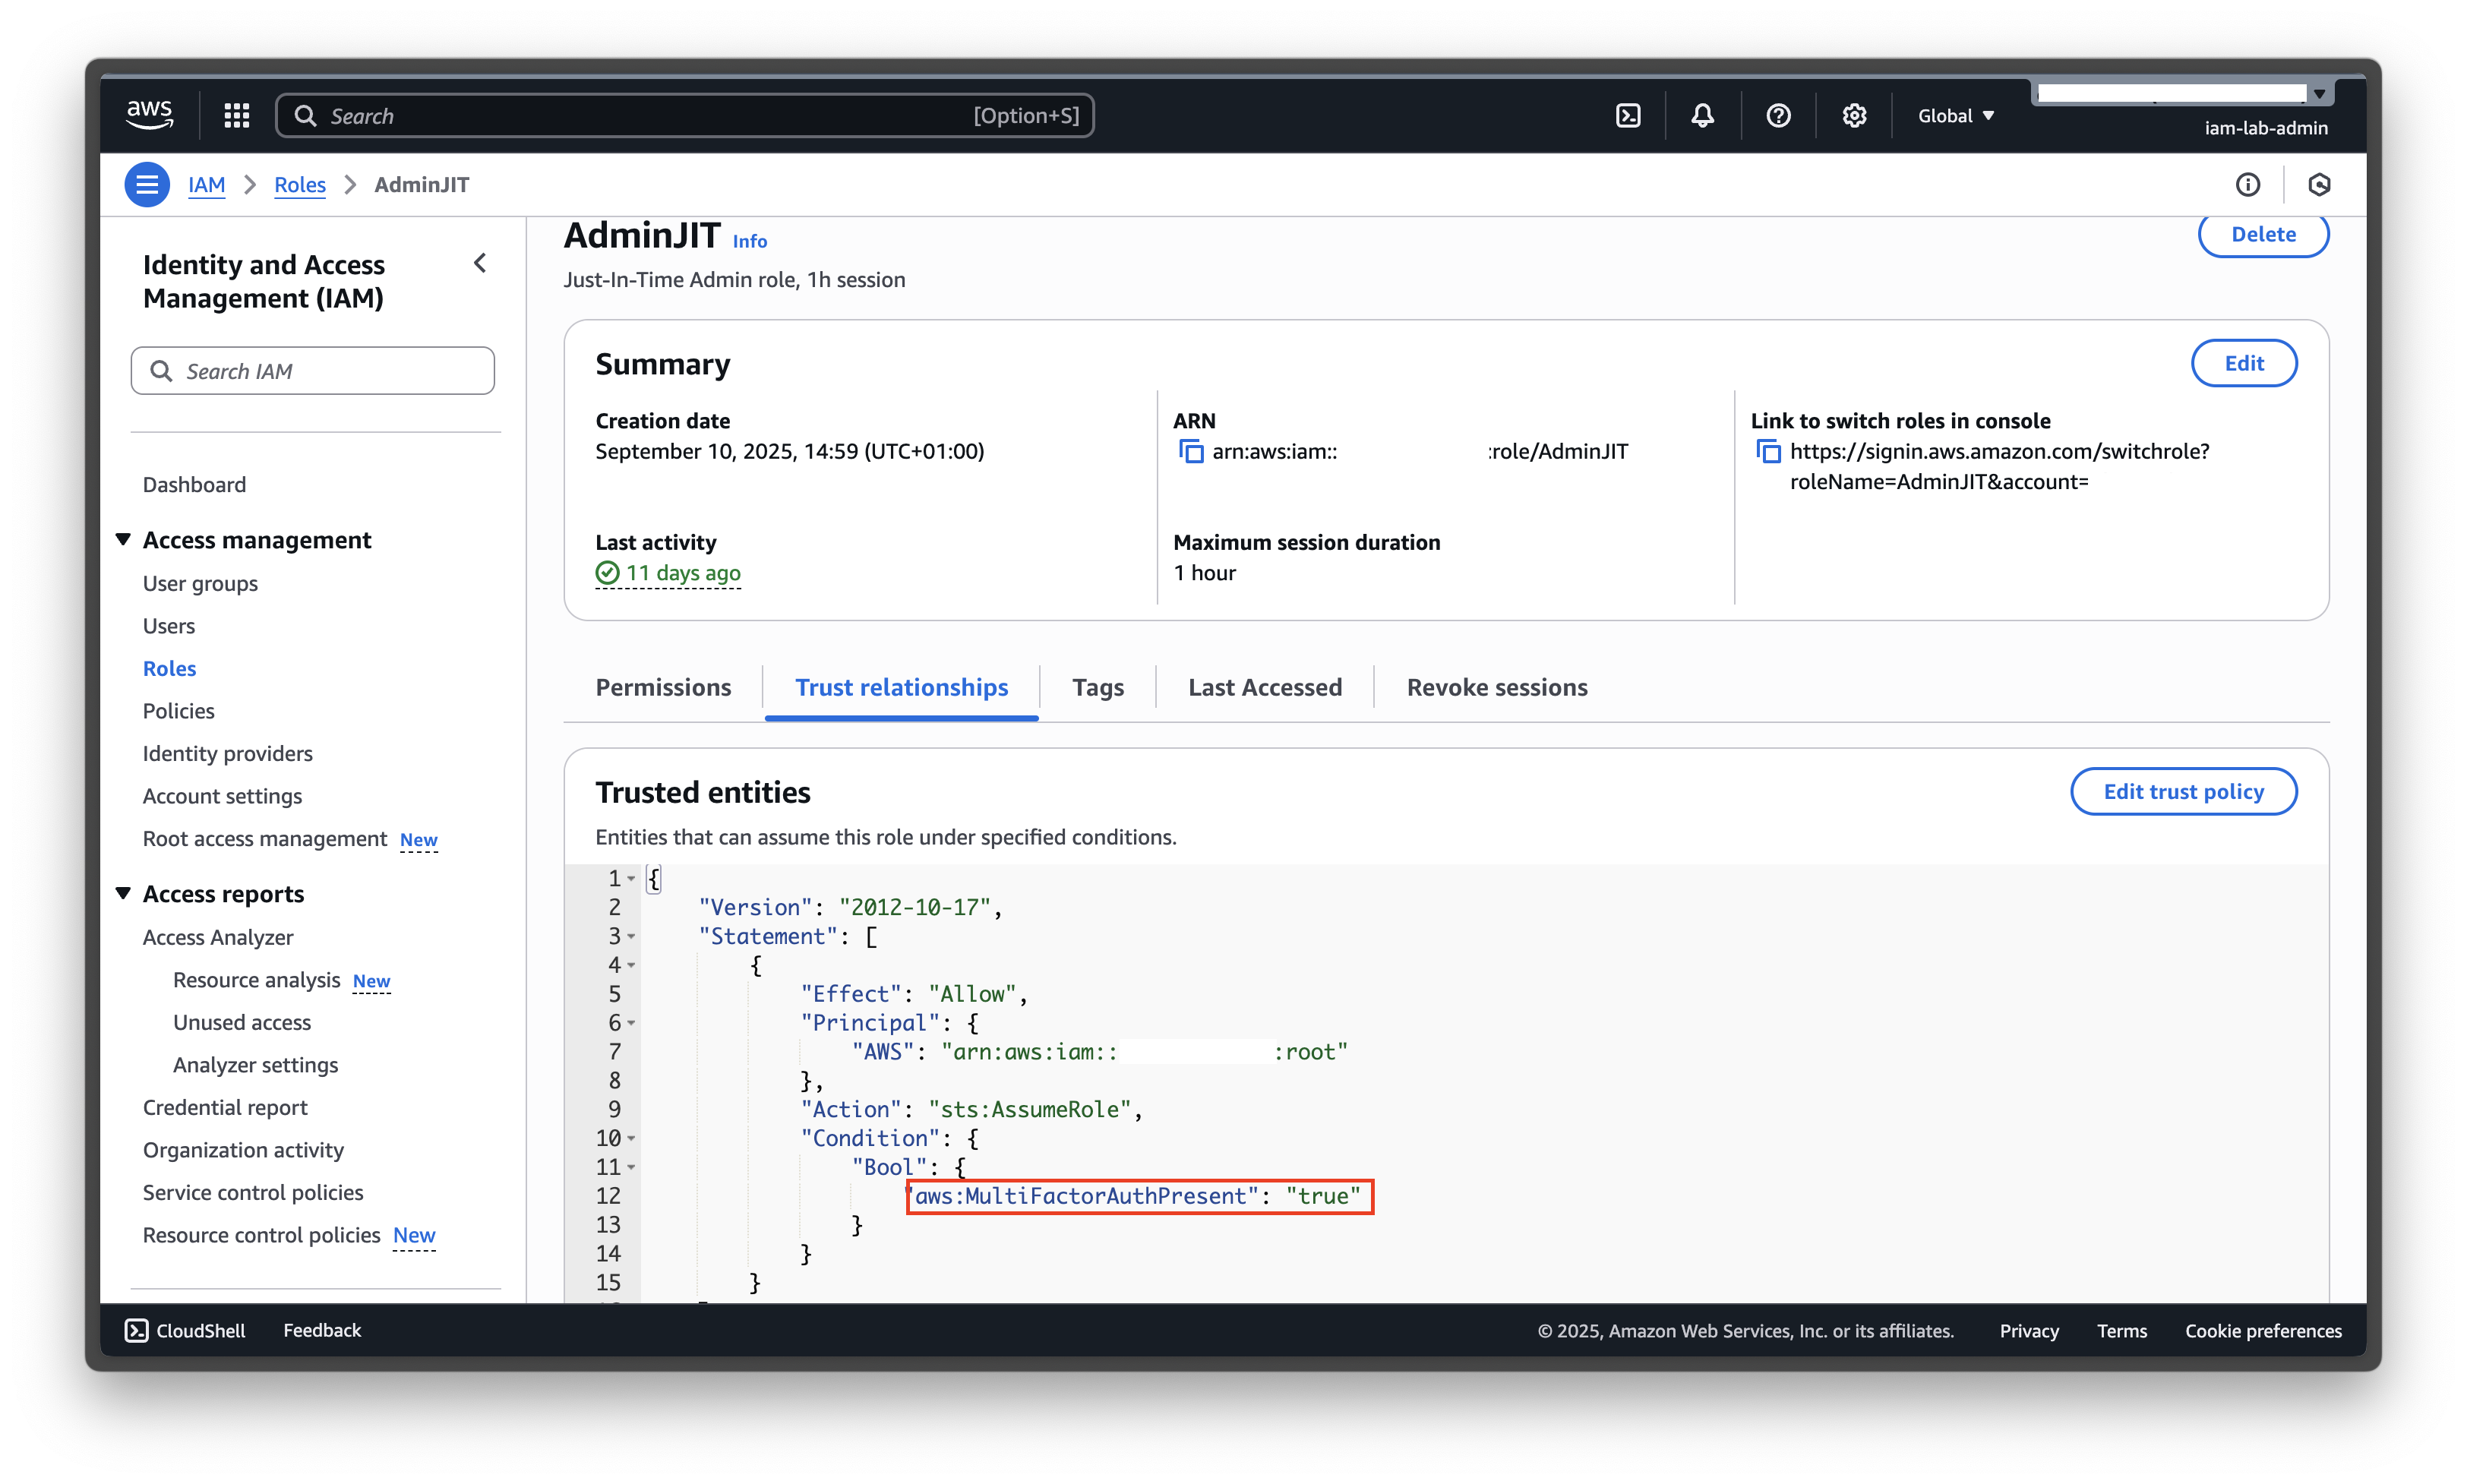 aws
Search
[Option+S]
Global
iam-lab-admin
IAM
Roles
AdminJIT
Identity and Access
Management (IAM)
Search IAM
Dashboard
Access management
User groups
Users
Roles
Policies
Identity providers
Account settings
Root access management New
Access reports
Access Analyzer
Resource analysis New
Unused access
Analyzer settings
Credential report
Organization activity
Service control policies
Resource control policies New
AdminJIT Info
Delete
Just-In-Time Admin role, 1h session
Summary
Edit
Creation date
September 10, 2025, 14:59 (UTC+01:00)
ARN
arn:aws:iam:: :role/AdminJIT
Link to switch roles in console
https://signin.aws.amazon.com/switchrole?
roleName=AdminJIT&account=
Last activity
11 days ago
Maximum session duration
1 hour
Permissions
Trust relationships
Tags
Last Accessed
Revoke sessions
Trusted entities
Edit trust policy
Entities that can assume this role under specified conditions.
1 {
2 "Version": "2012-10-17",
3 "Statement": [
4 {
5 "Effect": "Allow",
6 "Principal": {
7 "AWS": "arn:aws:iam:: :root"
8 },
9 "Action": "sts:AssumeRole",
10 "Condition": {
11 "Bool": {
12 "aws:MultiFactorAuthPresent": "true"
13 }
14 }
15 }
CloudShell
Feedback
© 2025, Amazon Web Services, Inc. or its affiliates.
Privacy
Terms
Cookie preferences